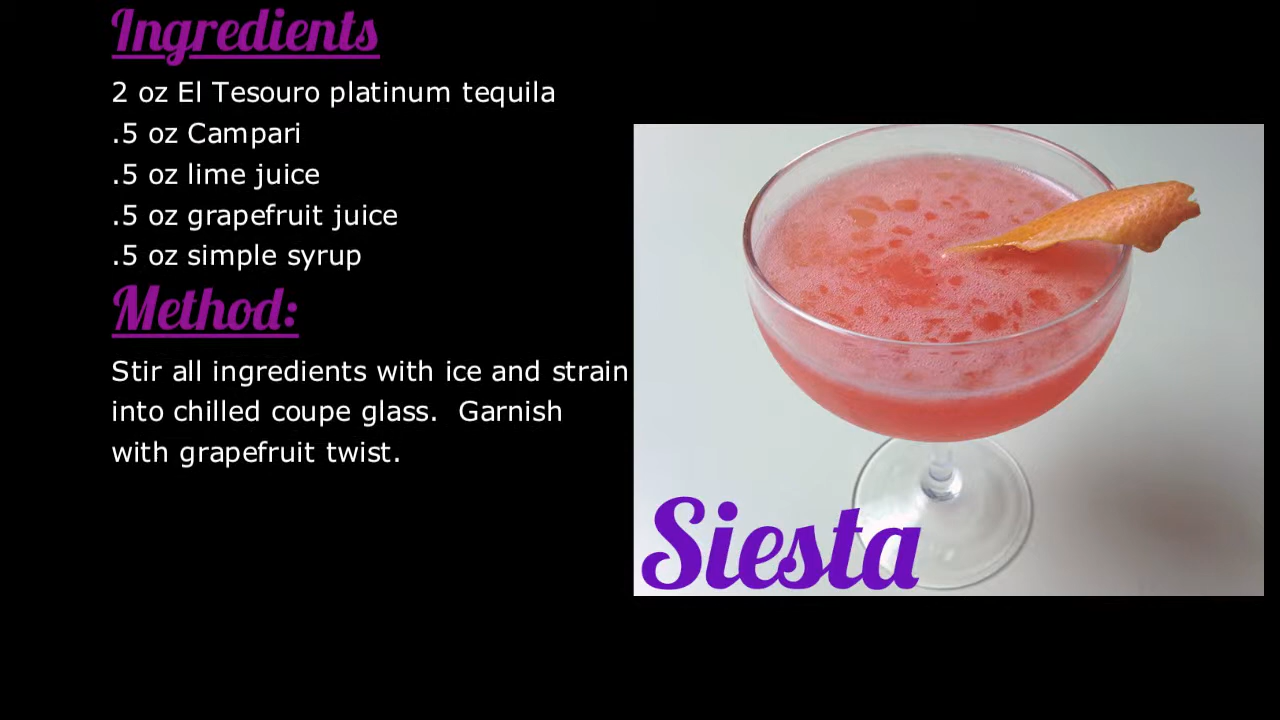 Ingredients
2 oz El Tesouro platinum tequila
.5 oz Campari
.5 oz lime juice
.5 oz grapefruit juice
.5 oz simple syrup
Method:
Stir all ingredients with ice and strain
into chilled coupe glass.  Garnish
with grapefruit twist.
Siesta